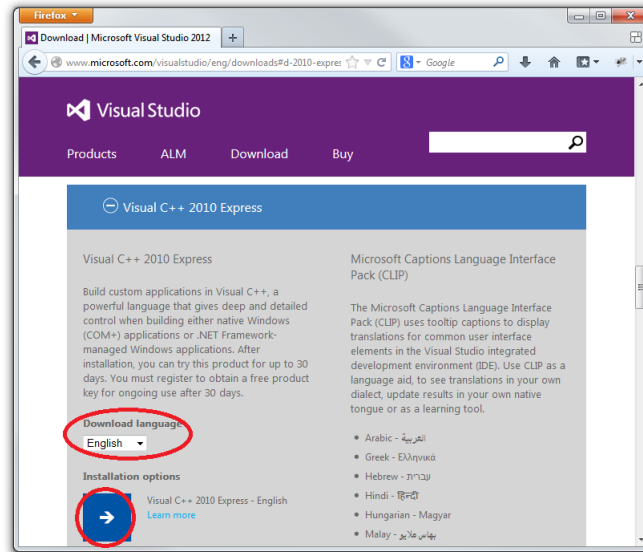 Firefox
Download | Microsoft Visual Studio 2012
www.microsoft.com/visualstudio/eng/downloads#d-2010-expres
Google
Visual Studio
Products ALM Download Buy
Visual C++ 2010 Express
Visual C++ 2010 Express
Build custom applications in Visual C++, a
powerful language that gives deep and detailed
control when building either native Windows
(COM+) applications or .NET Framework-
managed Windows applications. After
installation, you can try this product for up to 30
days. You must register to obtain a free product
key for ongoing use after 30 days.
Download language
English
Installation options
Visual C++ 2010 Express - English
Learn more
Microsoft Captions Language Interface
Pack (CLIP)
The Microsoft Captions Language Interface
Pack (CLIP) uses tooltip captions to display
translations for common user interface
elements in the Visual Studio integrated
development environment (IDE). Use CLIP as a
language aid, to see translations in your own
dialect, update results in your own native
tongue or as a learning tool.
Arabic - العربية
Greek - Ελληνικά
Hebrew - עברית
Hindi - हिन्दी
Hungarian - Magyar
Malay - بهاس ملايو